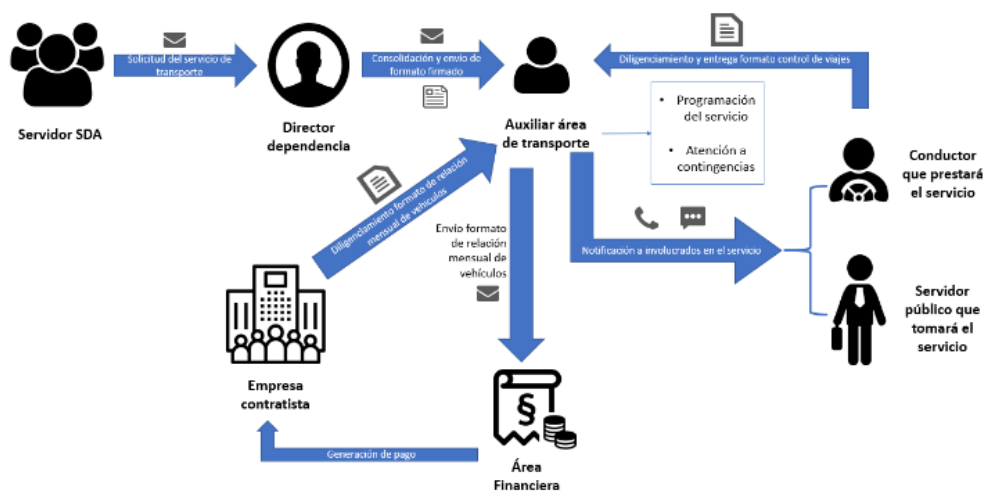 Solicitud del servicio de
transporte
Servidor SDA
Director
dependencia
Consolidación y envío de
formato firmado
Auxiliar área
de transporte
Diligenciamiento y entrega formato control de viajes
• Programación
del servicio
• Atención a
contingencias
Conductor
que prestará
el servicio
Notificación a involucrados en el servicio
Servidor
público que
tomará el
servicio
Diligenciamiento formato de relación
mensual de vehículos
Envío formato
de relación
mensual de
vehículos
Empresa
contratista
§
Generación de pago
Área
Financiera